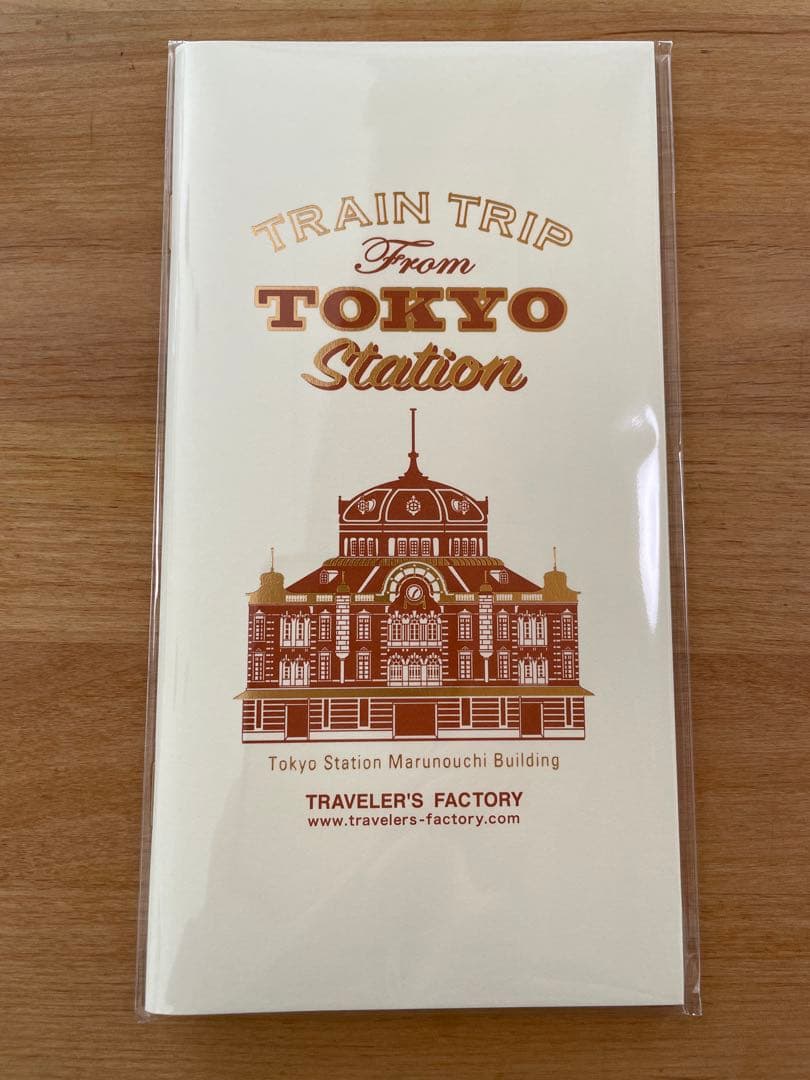 TRAIN TRIP
From
TOKYO
Station
Tokyo Station Marunouchi Building
TRAVELER'S FACTORY
www.travelers-factory.com